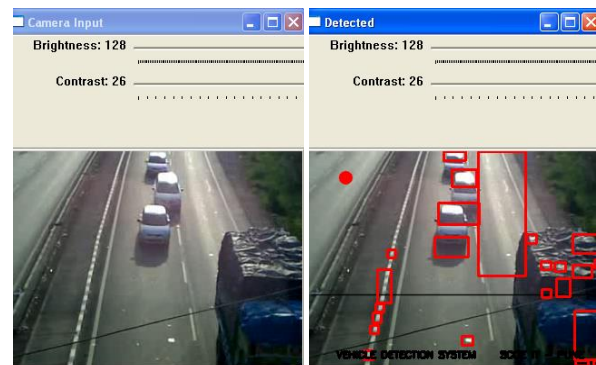 Camera Input
Brightness: 128
Contrast: 26
Detected
Brightness: 128
Contrast: 26
VEHICLE DETECTION SYSTEM